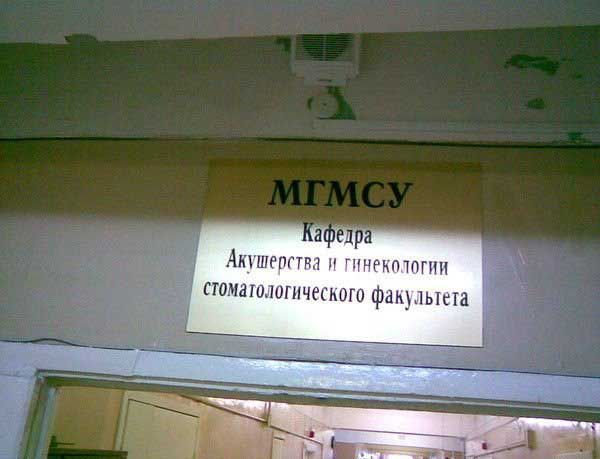 МГМСУ
Кафедра
Акушерства и гинекологии
стоматологического факультета